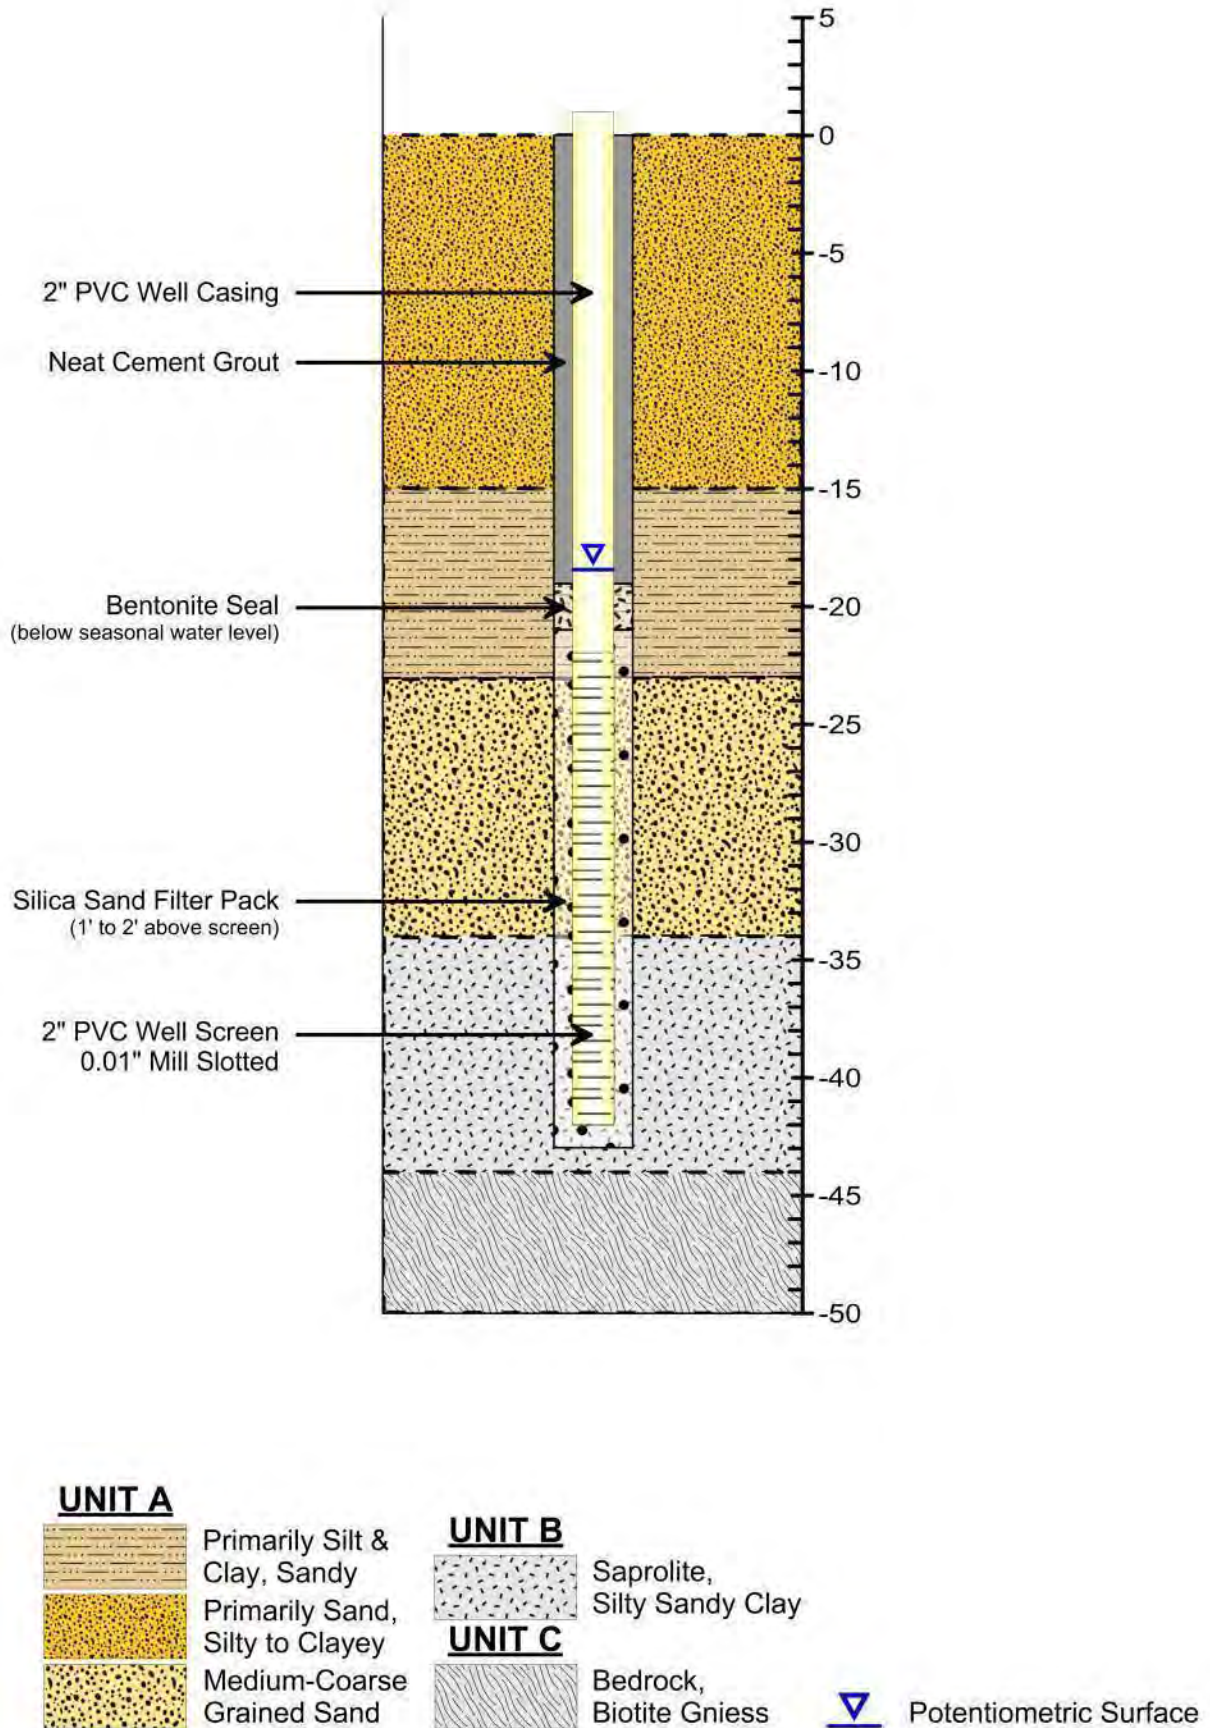 5
0
-5
2" PVC Well Casing
Neat Cement Grout
-10
-15
Bentonite Seal
(below seasonal water level)
-20
-25
-30
Silica Sand Filter Pack
(1' to 2' above screen)
-35
2" PVC Well Screen
0.01" Mill Slotted
-40
-45
-50
UNIT A
Primarily Silt &
Clay, Sandy
Primarily Sand,
Silty to Clayey
Medium-Coarse
Grained Sand
UNIT B
Saprolite,
Silty Sandy Clay
UNIT C
Bedrock,
Biotite Gniess
Potentiometric Surface